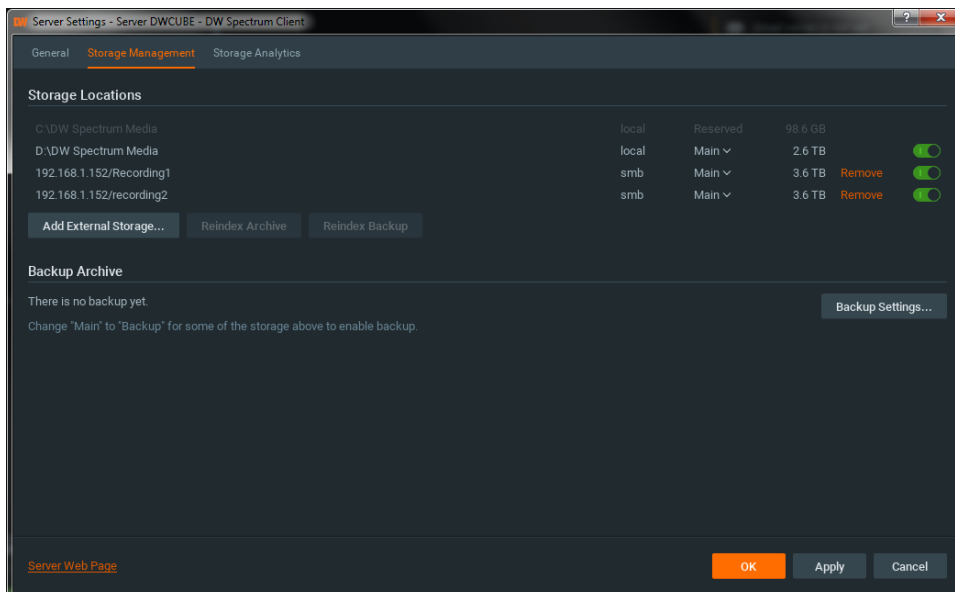 DW Server Settings - Server DWCUBE - DW Spectrum Client ? X
General Storage Management Storage Analytics
Storage Locations
C:\DW Spectrum Media local Reserved 98.6 GB
D:\DW Spectrum Media local Main 2.6 TB
192.168.1.152/Recording1 smb Main 3.6 TB Remove
192.168.1.152/recording2 smb Main 3.6 TB Remove
Add External Storage... Reindex Archive Reindex Backup
Backup Archive
There is no backup yet.
Backup Settings...
Change "Main" to "Backup" for some of the storage above to enable backup.
Server Web Page OK Apply Cancel